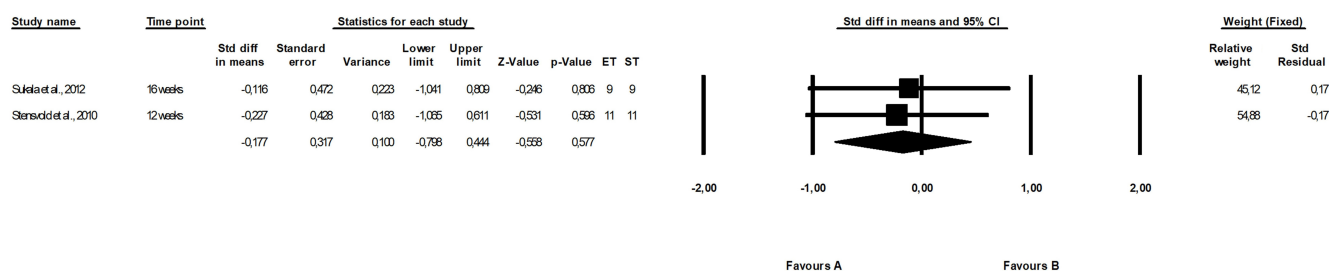 Study name Time point Statistics for each study Std diff in means and 95% CI Weight (Fixed)
Std diff in means Standard error Variance Lower limit Upper limit Z-Value p-Value ET ST Relative weight Std Residual
Sukala et al., 2012 16 weeks -0,116 0,472 0,223 -1,041 0,809 -0,246 0,806 9 9 45,12 0,17
Stensvold et al., 2010 12 weeks -0,227 0,428 0,183 -1,065 0,611 -0,531 0,596 11 11 54,88 -0,17
-0,177 0,317 0,100 -0,798 0,444 -0,558 0,577
-2,00 -1,00 0,00 1,00 2,00
Favours A Favours B